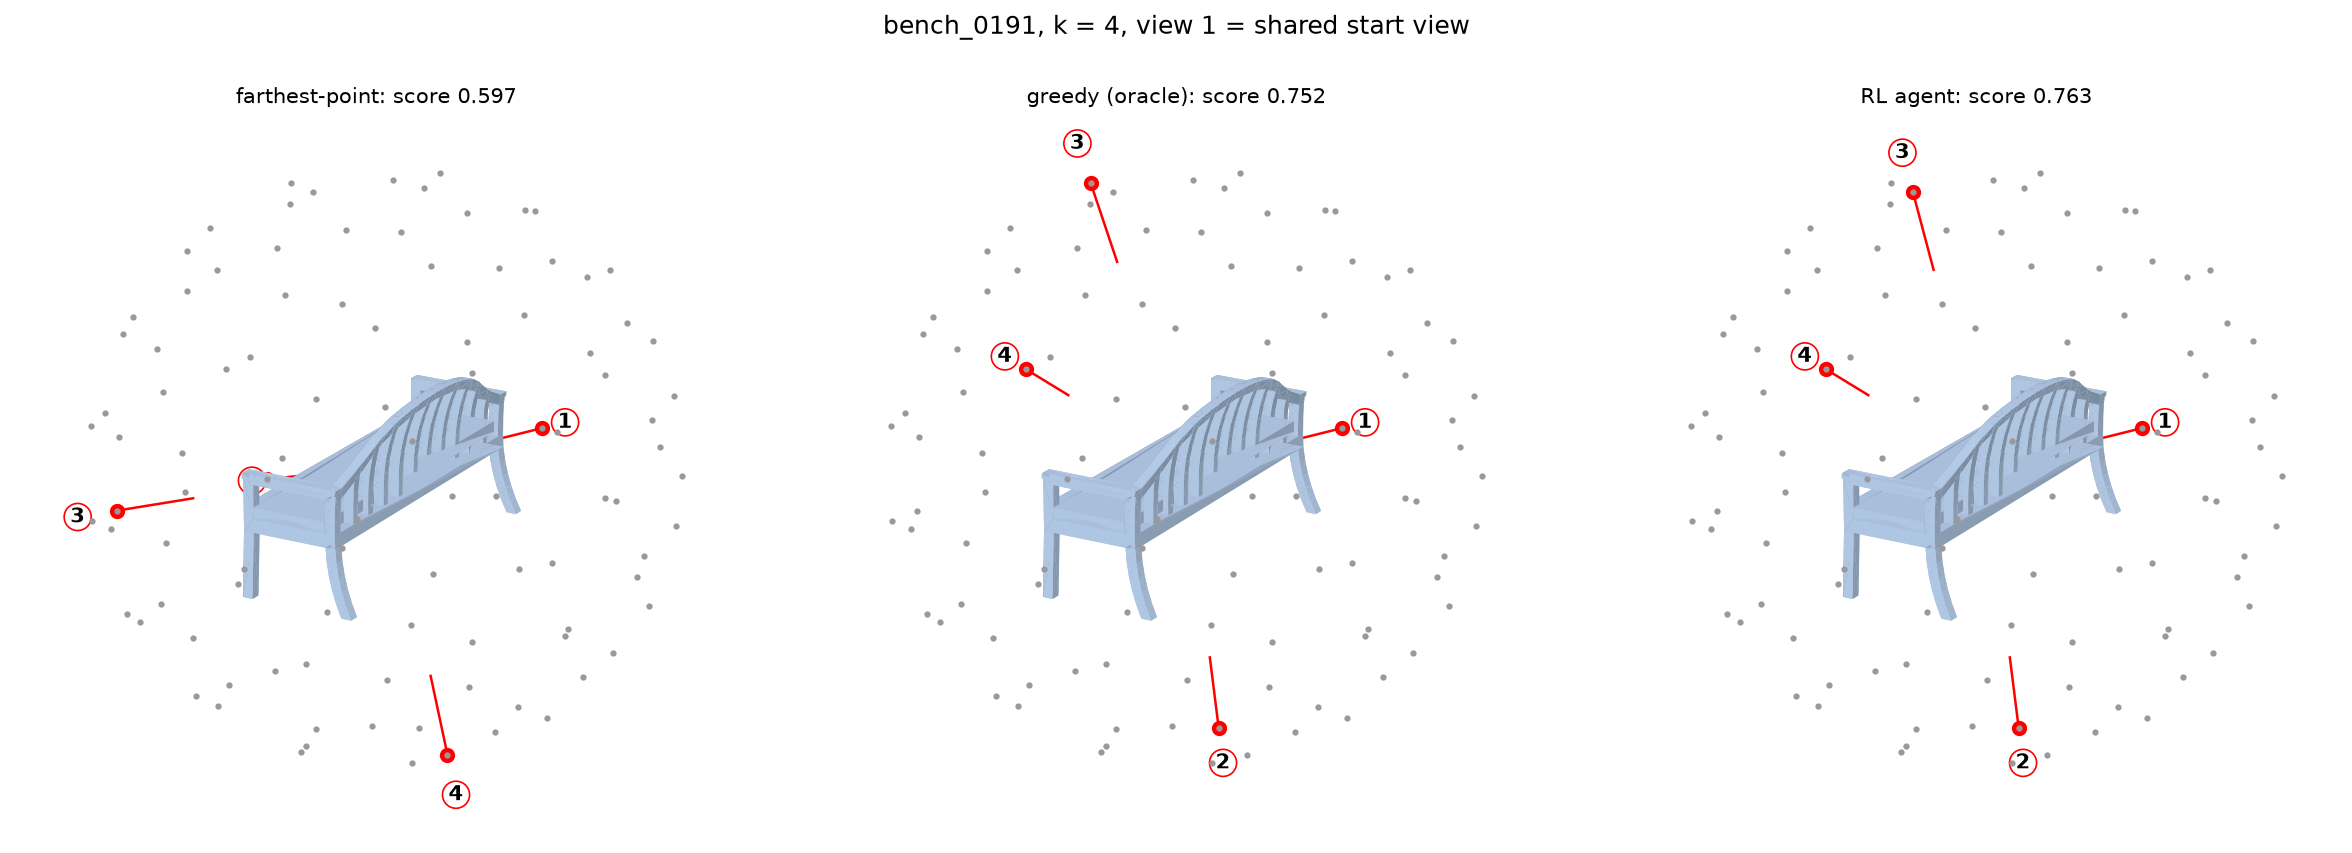 bench_0191, k = 4, view 1 = shared start view
farthest-point: score 0.597
1
3
4
greedy (oracle): score 0.752
3
4
1
2
RL agent: score 0.763
3
4
1
2